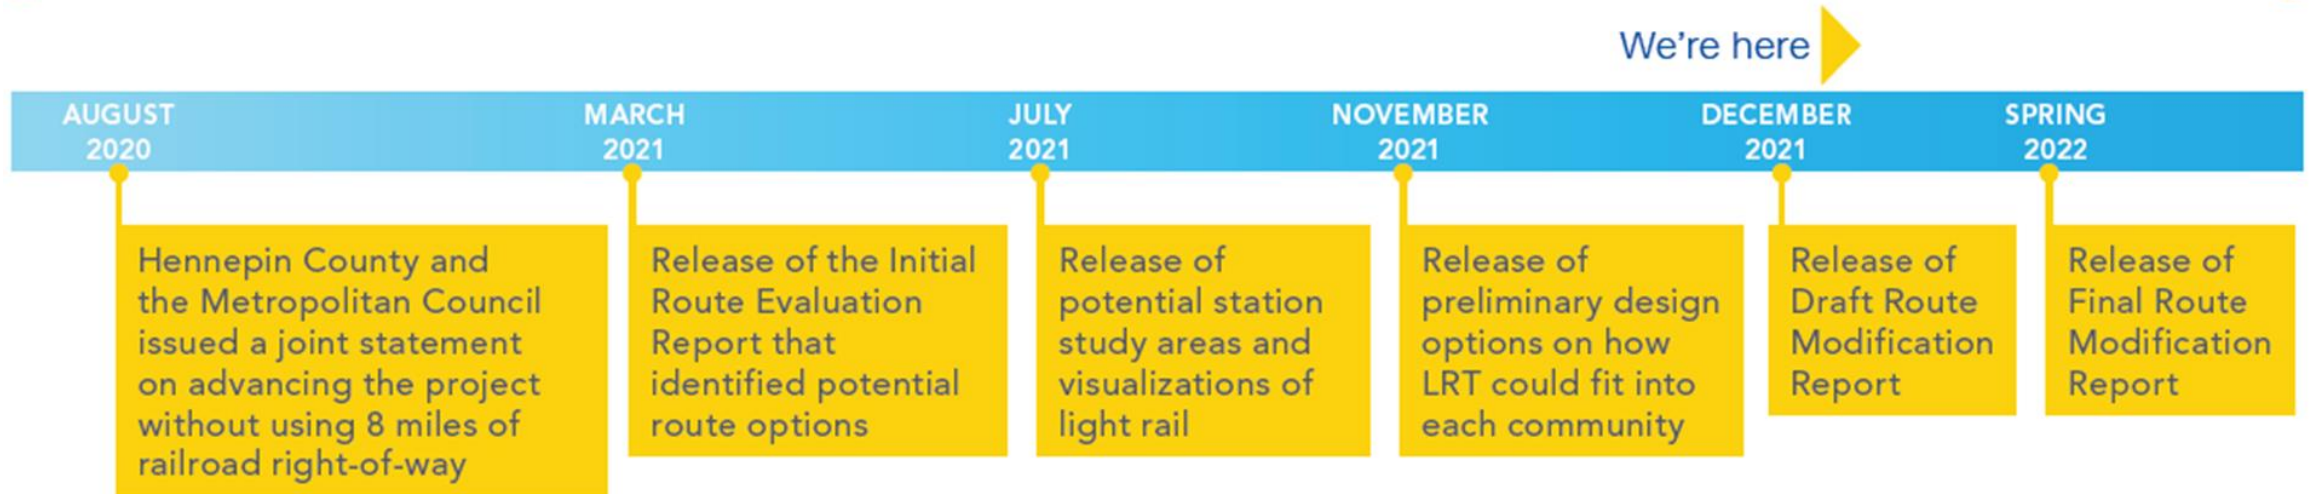 We're here
AUGUST
2020
MARCH
2021
JULY
2021
NOVEMBER
2021
DECEMBER
2021
SPRING
2022
Hennepin County and
the Metropolitan Council
issued a joint statement
on advancing the project
without using 8 miles of
railroad right-of-way
Release of the Initial
Route Evaluation
Report that
identified potential
route options
Release of
potential station
study areas and
visualizations of
light rail
Release of
preliminary design
options on how
LRT could fit into
each community
Release of
Draft Route
Modification
Report
Release of
Final Route
Modification
Report